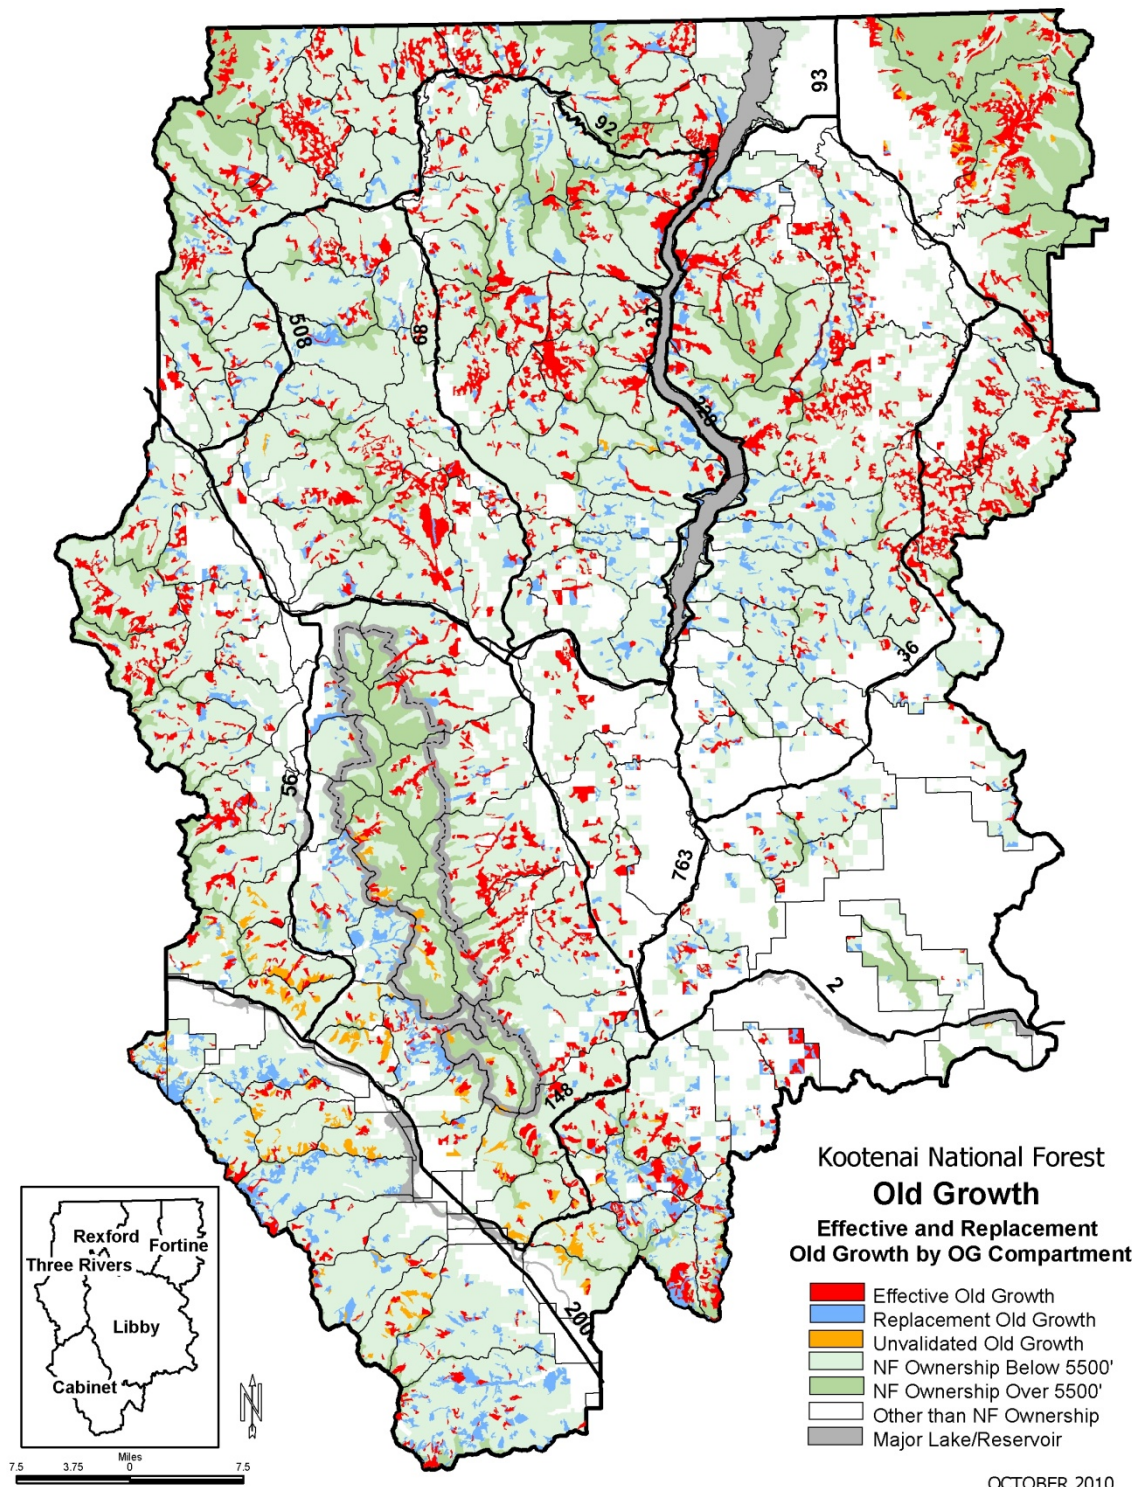 93
92
508
68
37
228
36
56
763
2
148
200
Kootenai National Forest
Old Growth
Effective and Replacement
Old Growth by OG Compartment
Effective Old Growth
Replacement Old Growth
Unvalidated Old Growth
NF Ownership Below 5500'
NF Ownership Over 5500'
Other than NF Ownership
Major Lake/Reservoir
Rexford
Fortine
Three Rivers
Libby
Cabinet
N
Miles
7.5 3.75 0 7.5
OCTOBER 2010